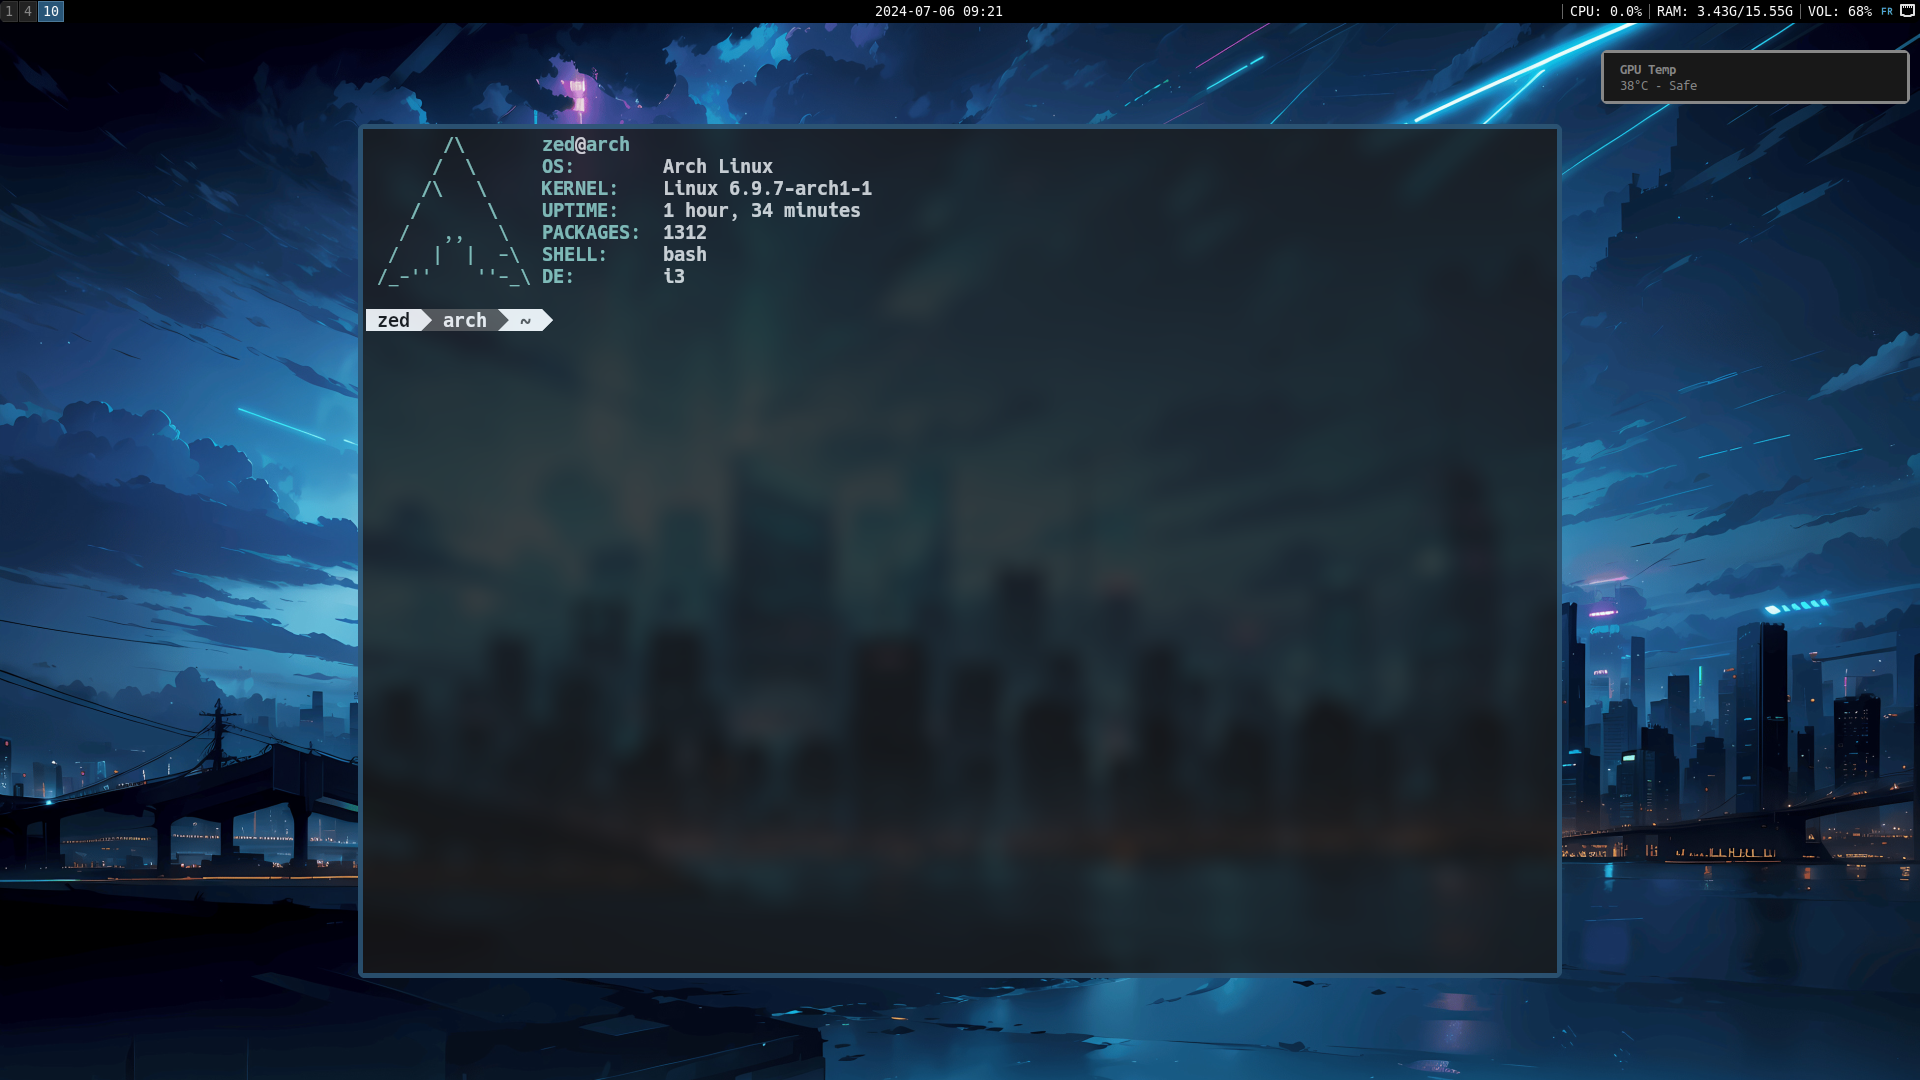 1 4 10
2024-07-06 09:21
CPU: 0.0% | RAM: 3.43G/15.55G | VOL: 68% FR
GPU Temp
38°C - Safe
zed@arch
OS: Arch Linux
KERNEL: Linux 6.9.7-arch1-1
UPTIME: 1 hour, 34 minutes
PACKAGES: 1312
SHELL: bash
DE: i3
zed arch ~